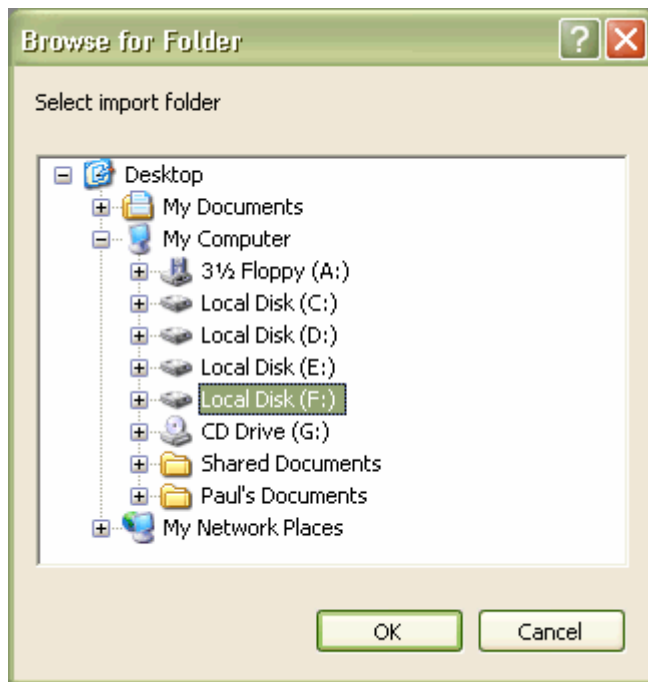 Browse for Folder
Select import folder
Desktop
My Documents
My Computer
3½ Floppy (A:)
Local Disk (C:)
Local Disk (D:)
Local Disk (E:)
Local Disk (F:)
CD Drive (G:)
Shared Documents
Paul's Documents
My Network Places
OK Cancel